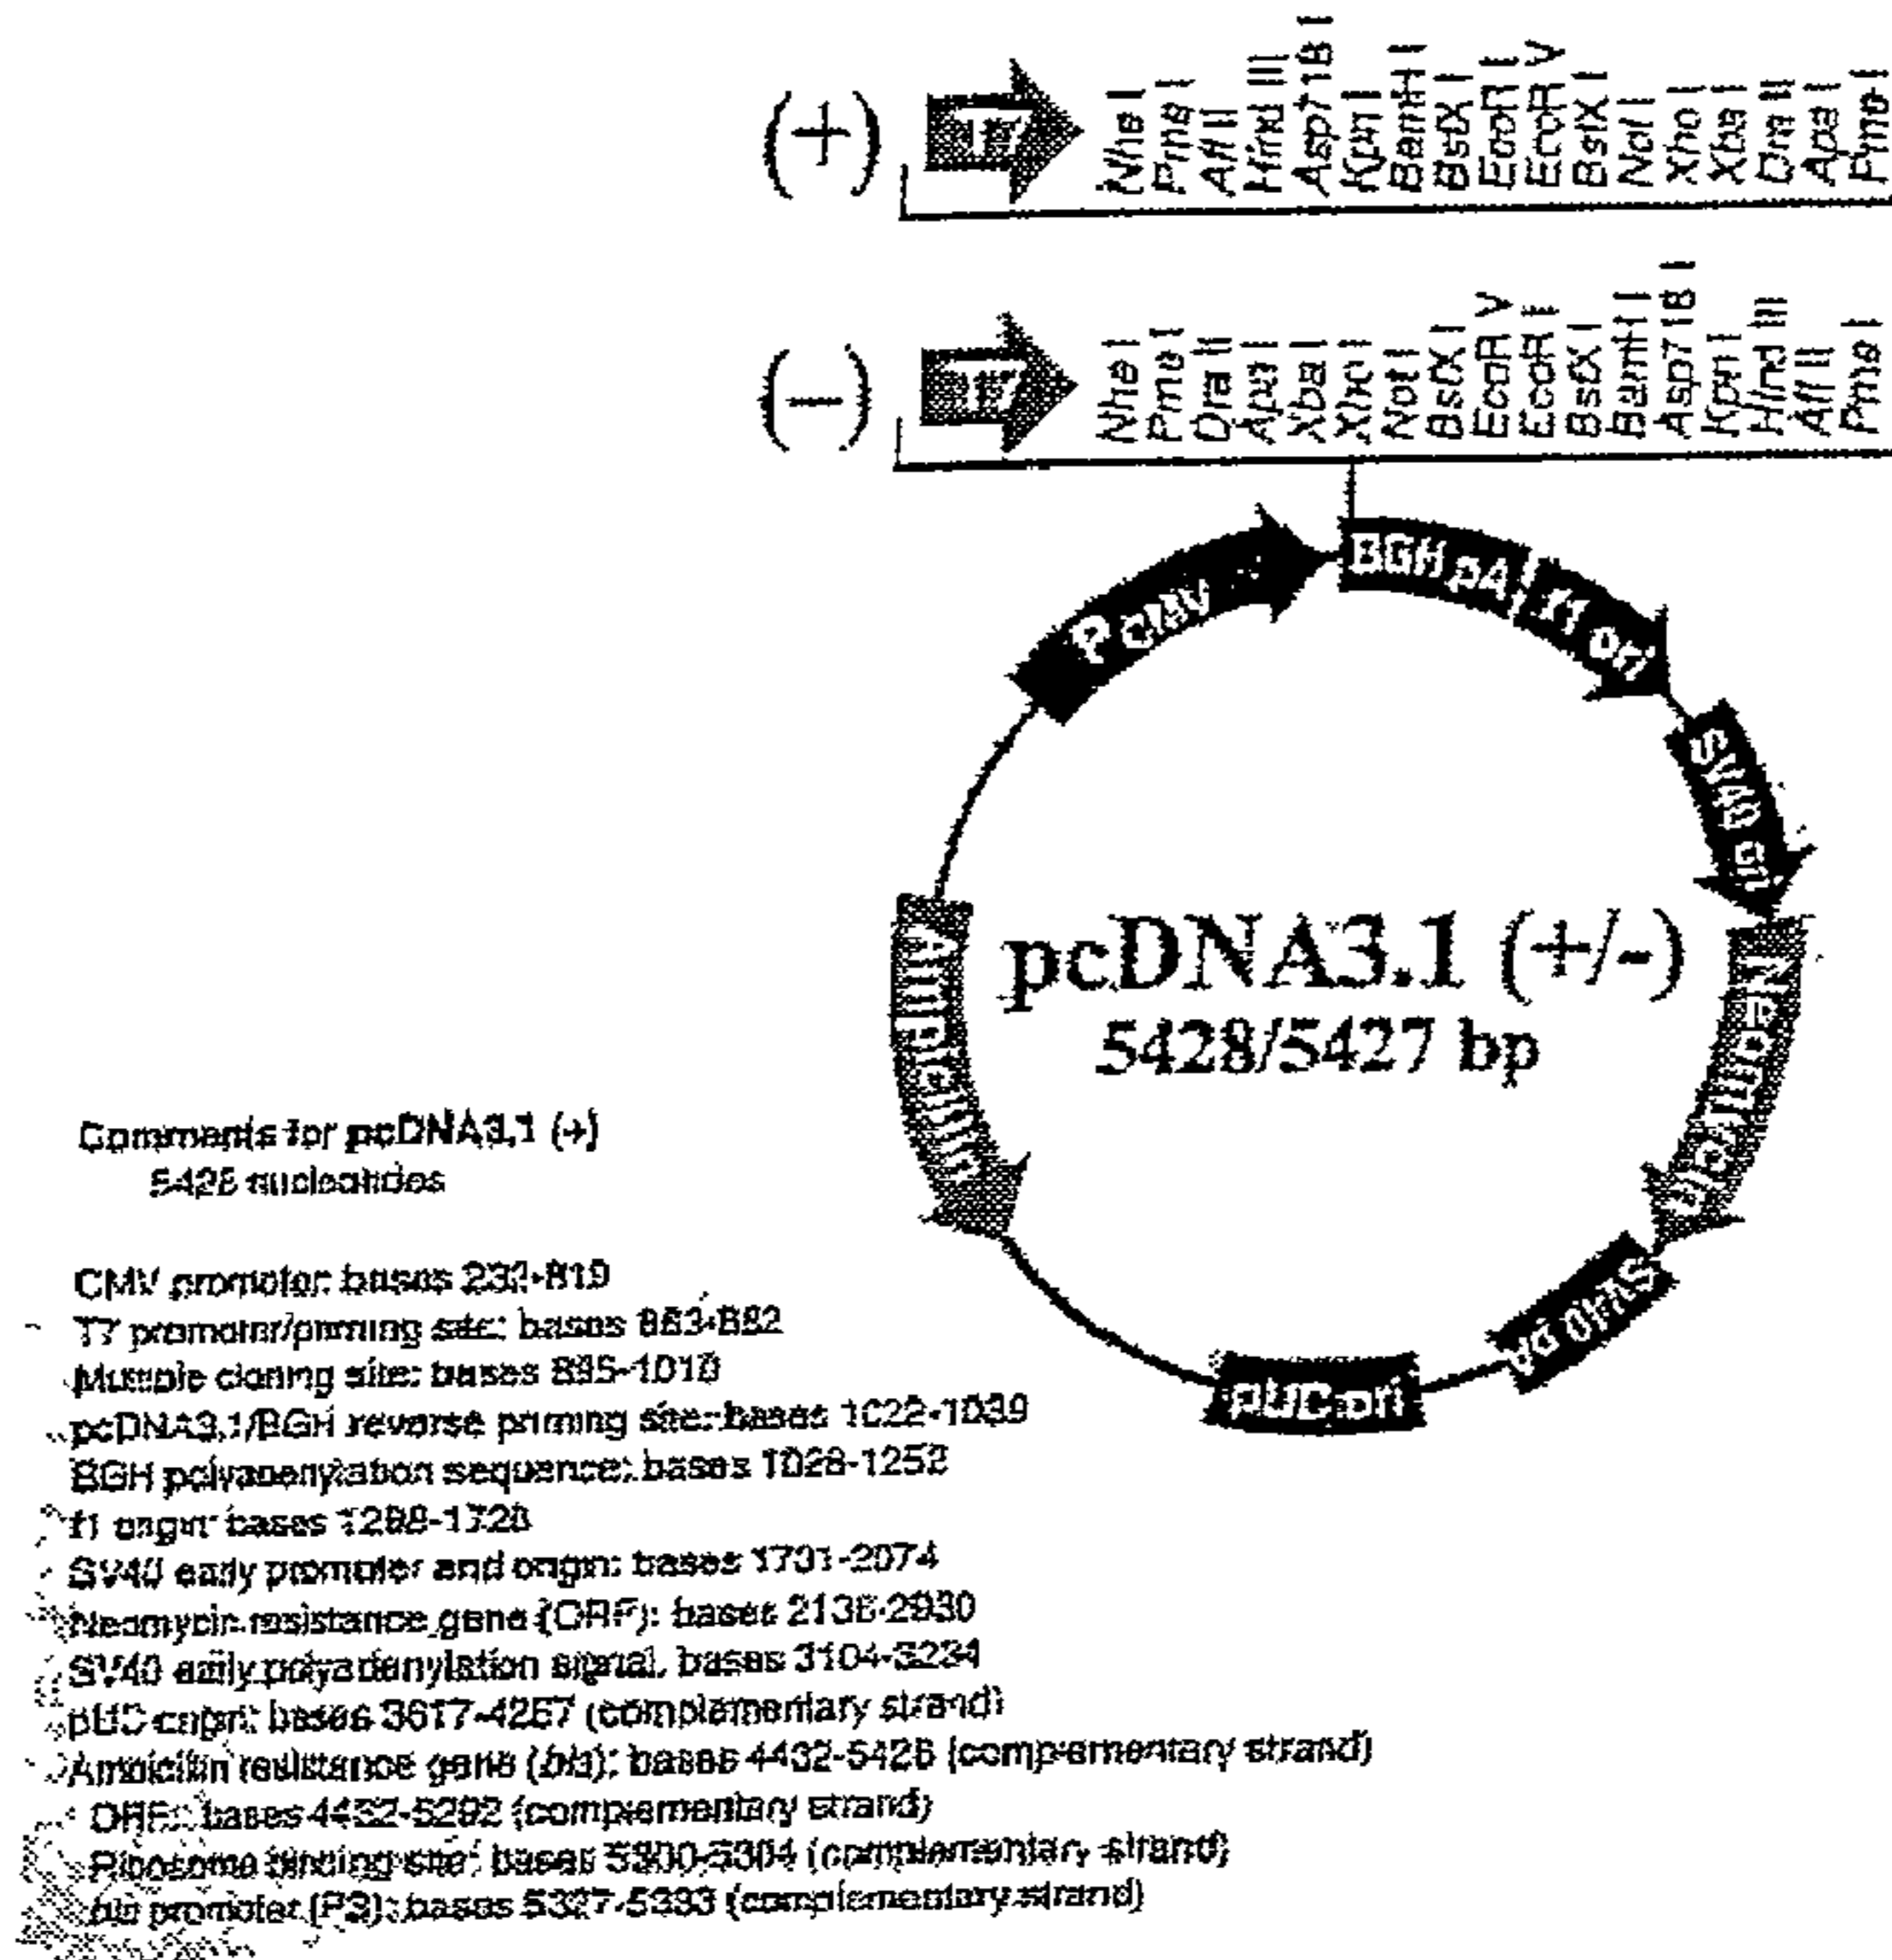 (+) T7 Nhe I Pme I Afl II Hind III Asp718 I Kpn I BamH I BstX I EcoR I EcoR V BstX I Not I Xho I Xba I Dra II Apa I Pme I
(-) T7 Nhe I Pme I Dra II Apa I Xba I Xho I Not I BstX I EcoR V EcoR I BstX I BamH I Asp718 I Kpn I Hind III Afl II Pme I
P CMV
BGH pA
f1 ori
SV40 ori
Neomycin
SV40 pA
pUC ori
Ampicillin
pcDNA3.1 (+/-)
5428/5427 bp
Comments for pcDNA3.1 (+)
5428 nucleotides
CMV promoter: bases 232-819
T7 promoter/priming site: bases 863-882
Multiple cloning site: bases 895-1010
pcDNA3.1/BGH reverse priming site: bases 1022-1039
BGH polyadenylation sequence: bases 1028-1252
f1 origin: bases
SV40 early promoter and origin: bases 1731-2074
Neomycin resistance gene (ORF): bases 2136-2930
SV40 early polyadenylation signal, bases 3104-3234
pUC origin: bases (complementary strand)
Ampicillin resistance gene (bla): bases 4432-5428 (complementary strand)
ORF: bases 4432-5292 (complementary strand)
Ribosome binding site: bases 5300-5304 (complementary strand)
bla promoter (P3): bases 5327-5333 (complementary strand)